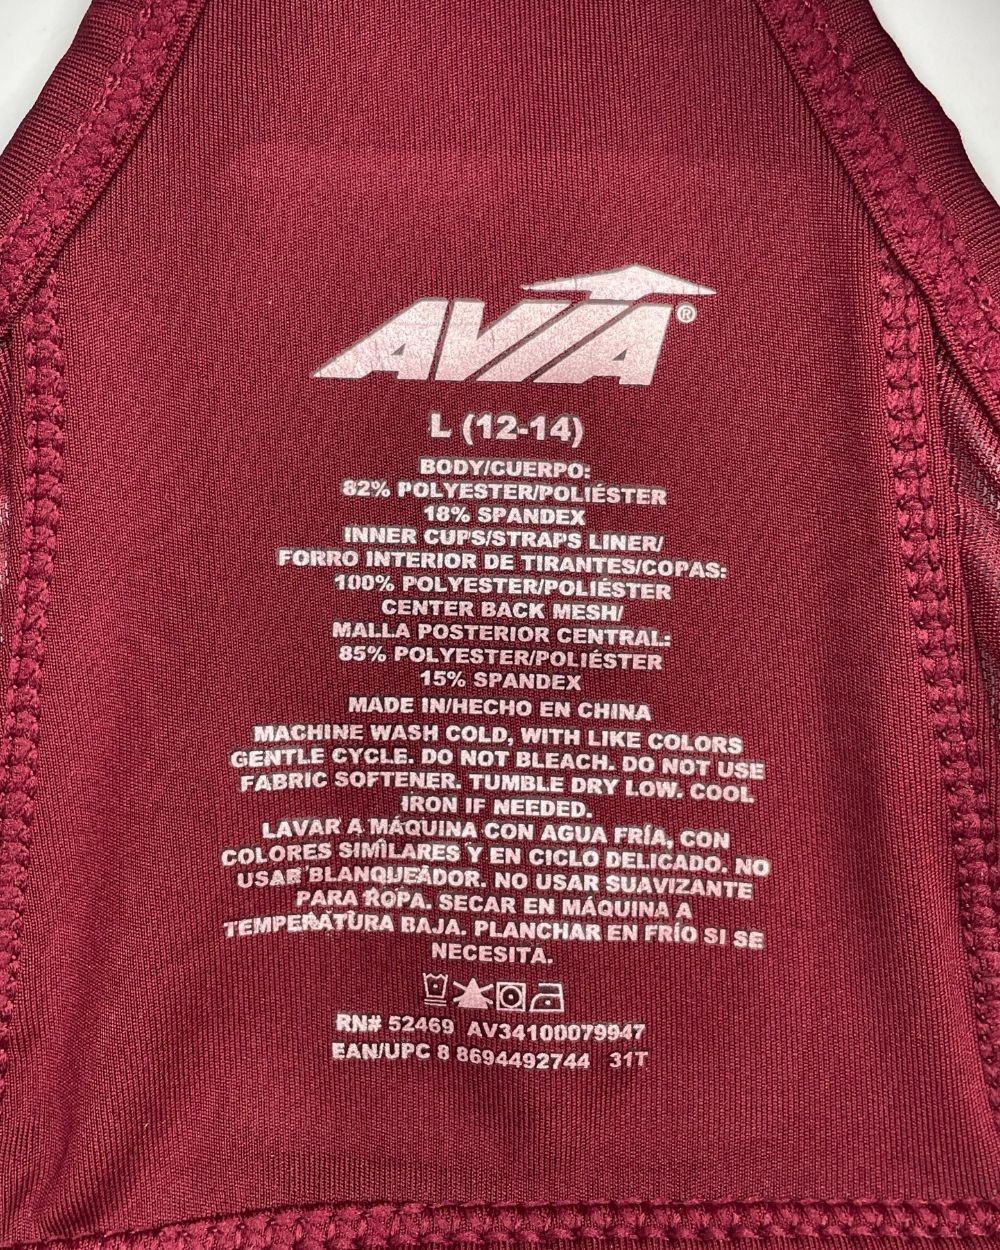 AVIA®
L (12-14)
BODY/CUERPO:
82% POLYESTER/POLIÉSTER
18% SPANDEX
INNER CUPS/STRAPS LINER/
FORRO INTERIOR DE TIRANTES/COPAS:
100% POLYESTER/POLIÉSTER
CENTER BACK MESH/
MALLA POSTERIOR CENTRAL:
85% POLYESTER/POLIÉSTER
15% SPANDEX
MADE IN/HECHO EN CHINA
MACHINE WASH COLD, WITH LIKE COLORS
GENTLE CYCLE. DO NOT BLEACH. DO NOT USE
FABRIC SOFTENER. TUMBLE DRY LOW. COOL
IRON IF NEEDED.
LAVAR A MÁQUINA CON AGUA FRÍA, CON
COLORES SIMILARES Y EN CICLO DELICADO. NO
USAR BLANQUEADOR. NO USAR SUAVIZANTE
PARA ROPA. SECAR EN MÁQUINA A
TEMPERATURA BAJA. PLANCHAR EN FRÍO SI SE
NECESITA.
RN# 52469 AV34100079947
EAN/UPC 8 8694492744 31T